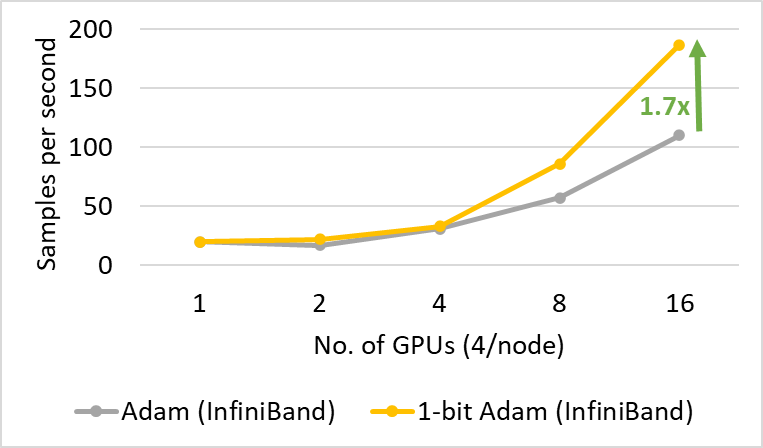 200
150
100
50
0
Samples per second
1.7x
1 2 4 8 16
No. of GPUs (4/node)
Adam (InfiniBand) 1-bit Adam (InfiniBand)